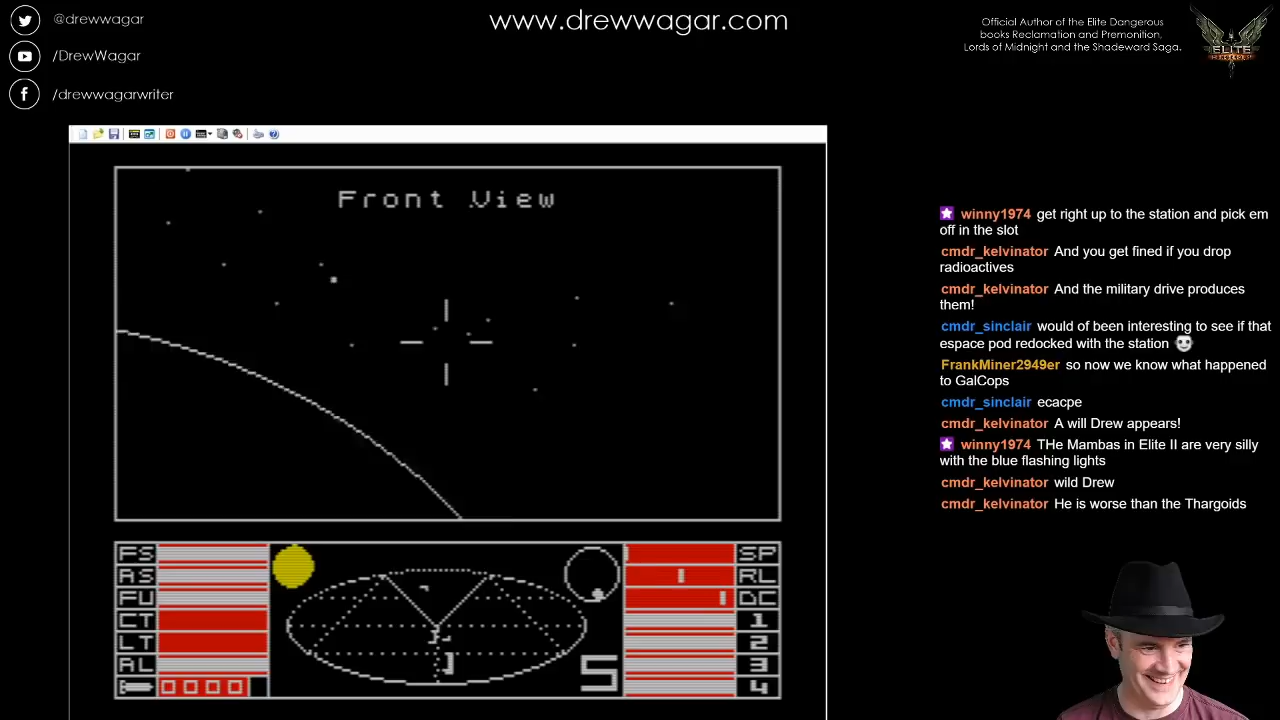 @drewwagar
/DrewWagar
/drewwagarwriter
www.drewwagar.com
Official Author of the Elite Dangerous
books Reclamation and Premonition,
Lords of Midnight and the Shadeward Saga.
ELITE
DANGEROUS
Front View
FS
AS
FU
CT
LT
AL
S
SP
RL
DC
1
2
3
4
winny1974 get right up to the station and pick em
off in the slot
cmdr_kelvinator And you get fined if you drop
radioactives
cmdr_kelvinator And the military drive produces
them!
cmdr_sinclair would of been interesting to see if that
espace pod redocked with the station
FrankMiner2949er so now we know what happened
to GalCops
cmdr_sinclair ecacpe
cmdr_kelvinator A will Drew appears!
winny1974 THe Mambas in Elite II are very silly
with the blue flashing lights
cmdr_kelvinator wild Drew
cmdr_kelvinator He is worse than the Thargoids